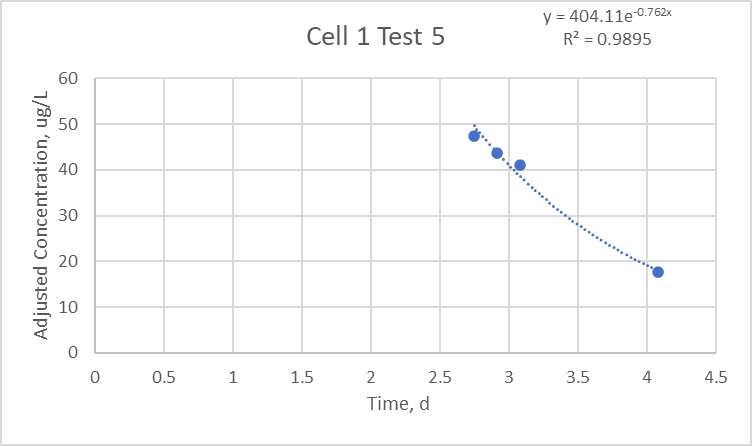 Cell 1 Test 5
y = 404.11e-0.762x
R² = 0.9895
Adjusted Concentration, ug/L
60
50
40
30
20
10
0
0 0.5 1 1.5 2 2.5 3 3.5 4 4.5
Time, d